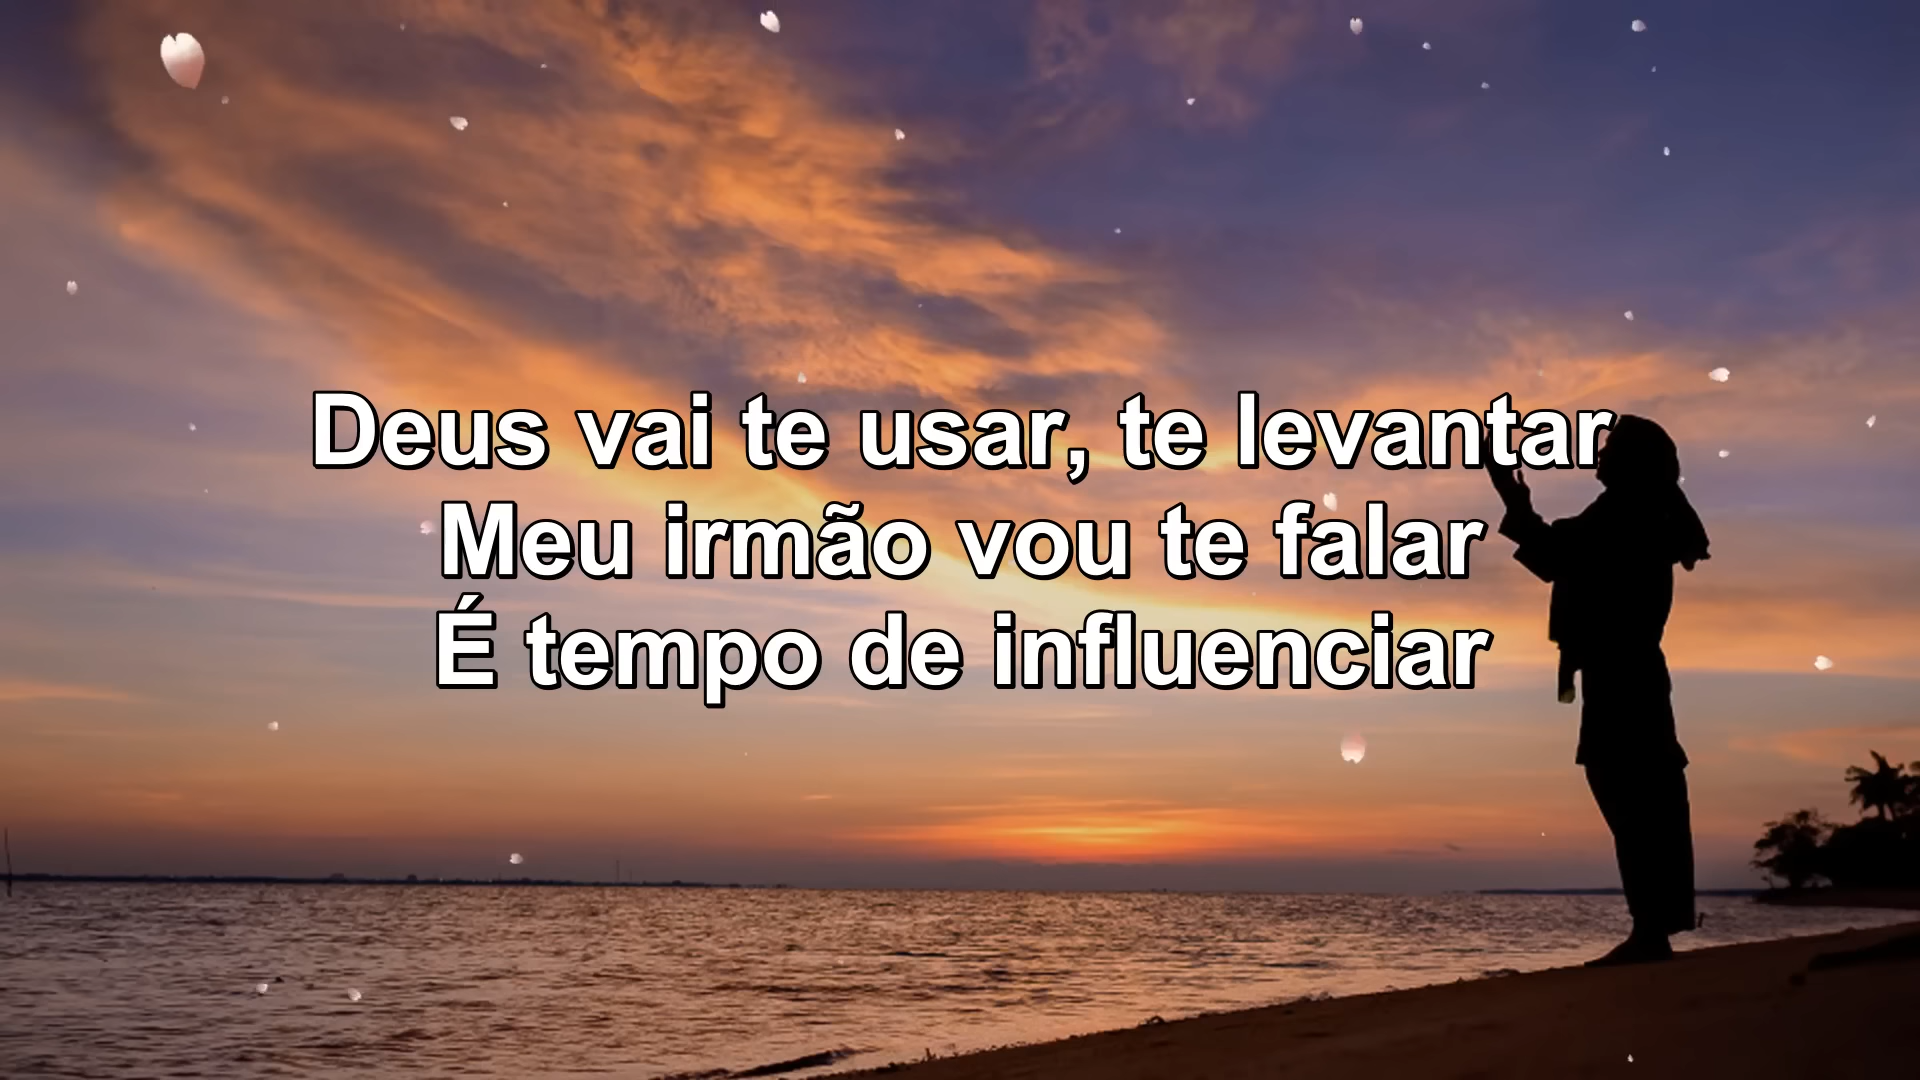 Deus vai te usar, te levantar
Meu irmão vou te falar
É tempo de influenciar